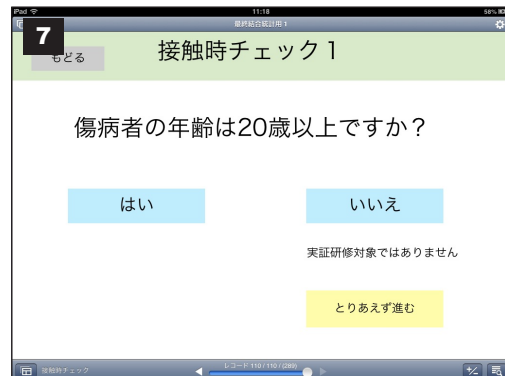 iPad 11:18 58%
最終結合統計用1
7
もどる
接触時チェック1
傷病者の年齢は20歳以上ですか?
はい
いいえ
実証研修対象ではありません
とりあえず進む
接触時チェック
レコード 110 / 110 / (289)